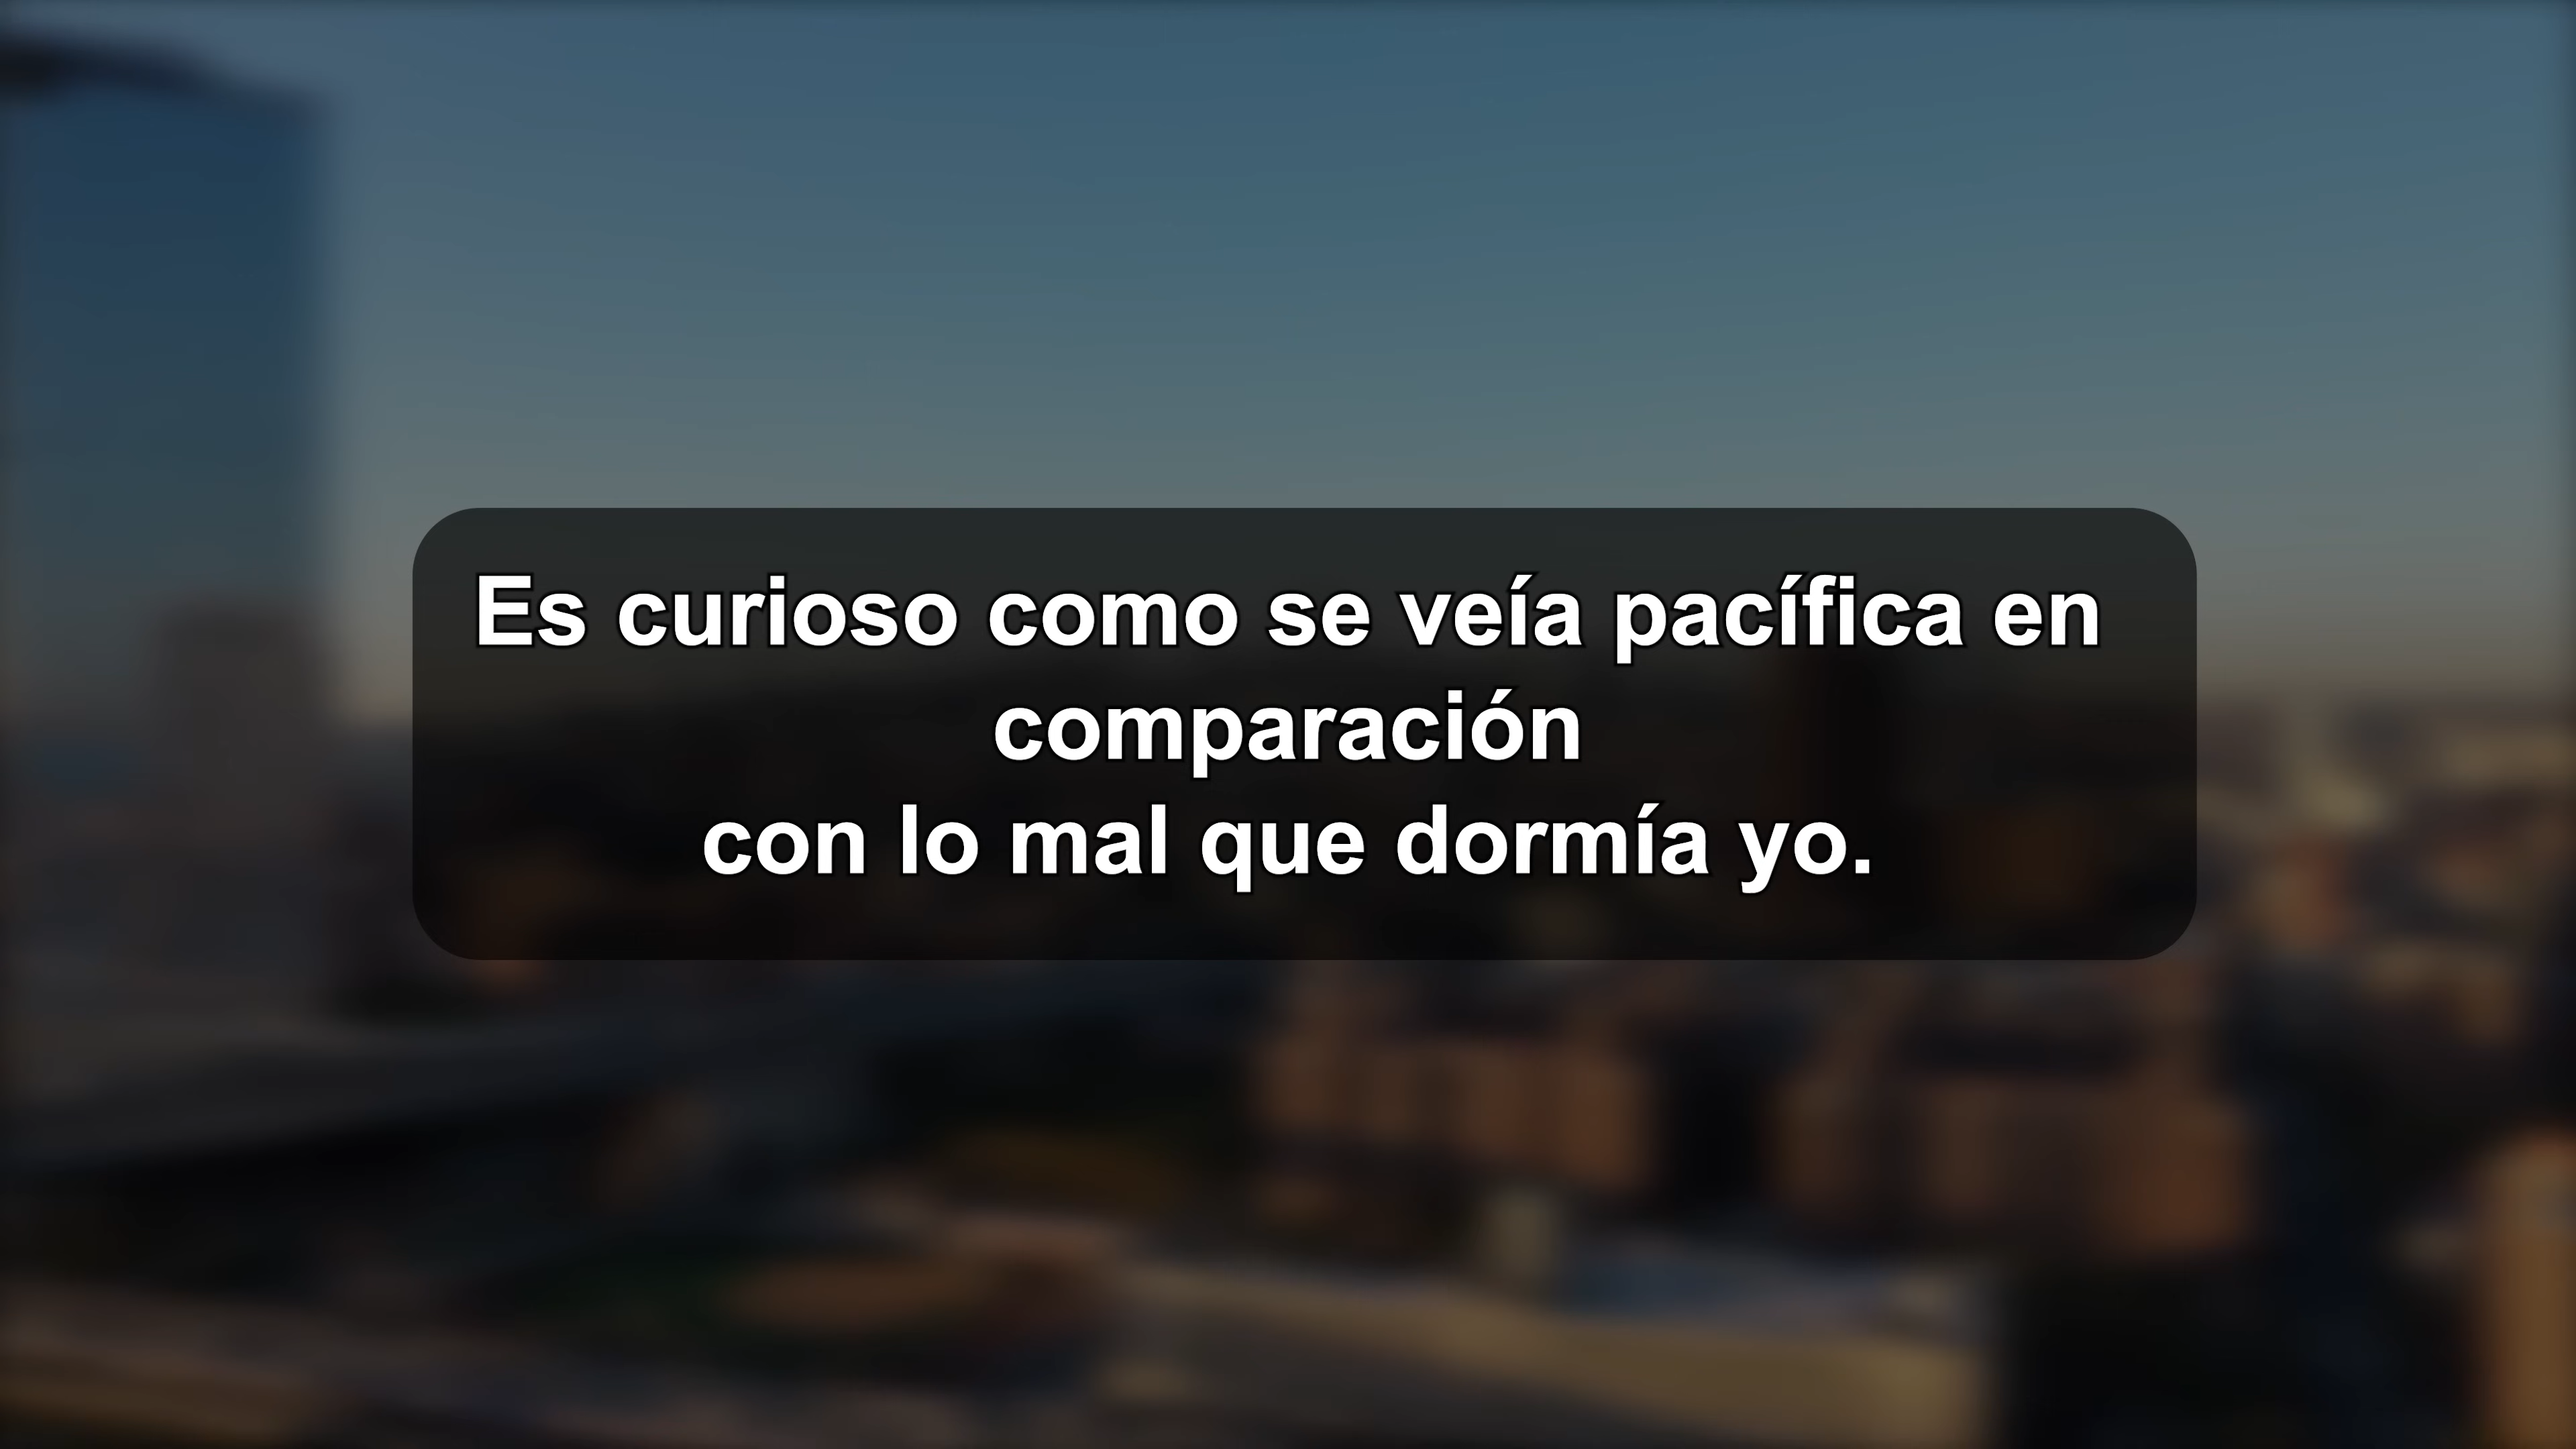 Es curioso como se veía pacífica en
comparación
con lo mal que dormía yo.